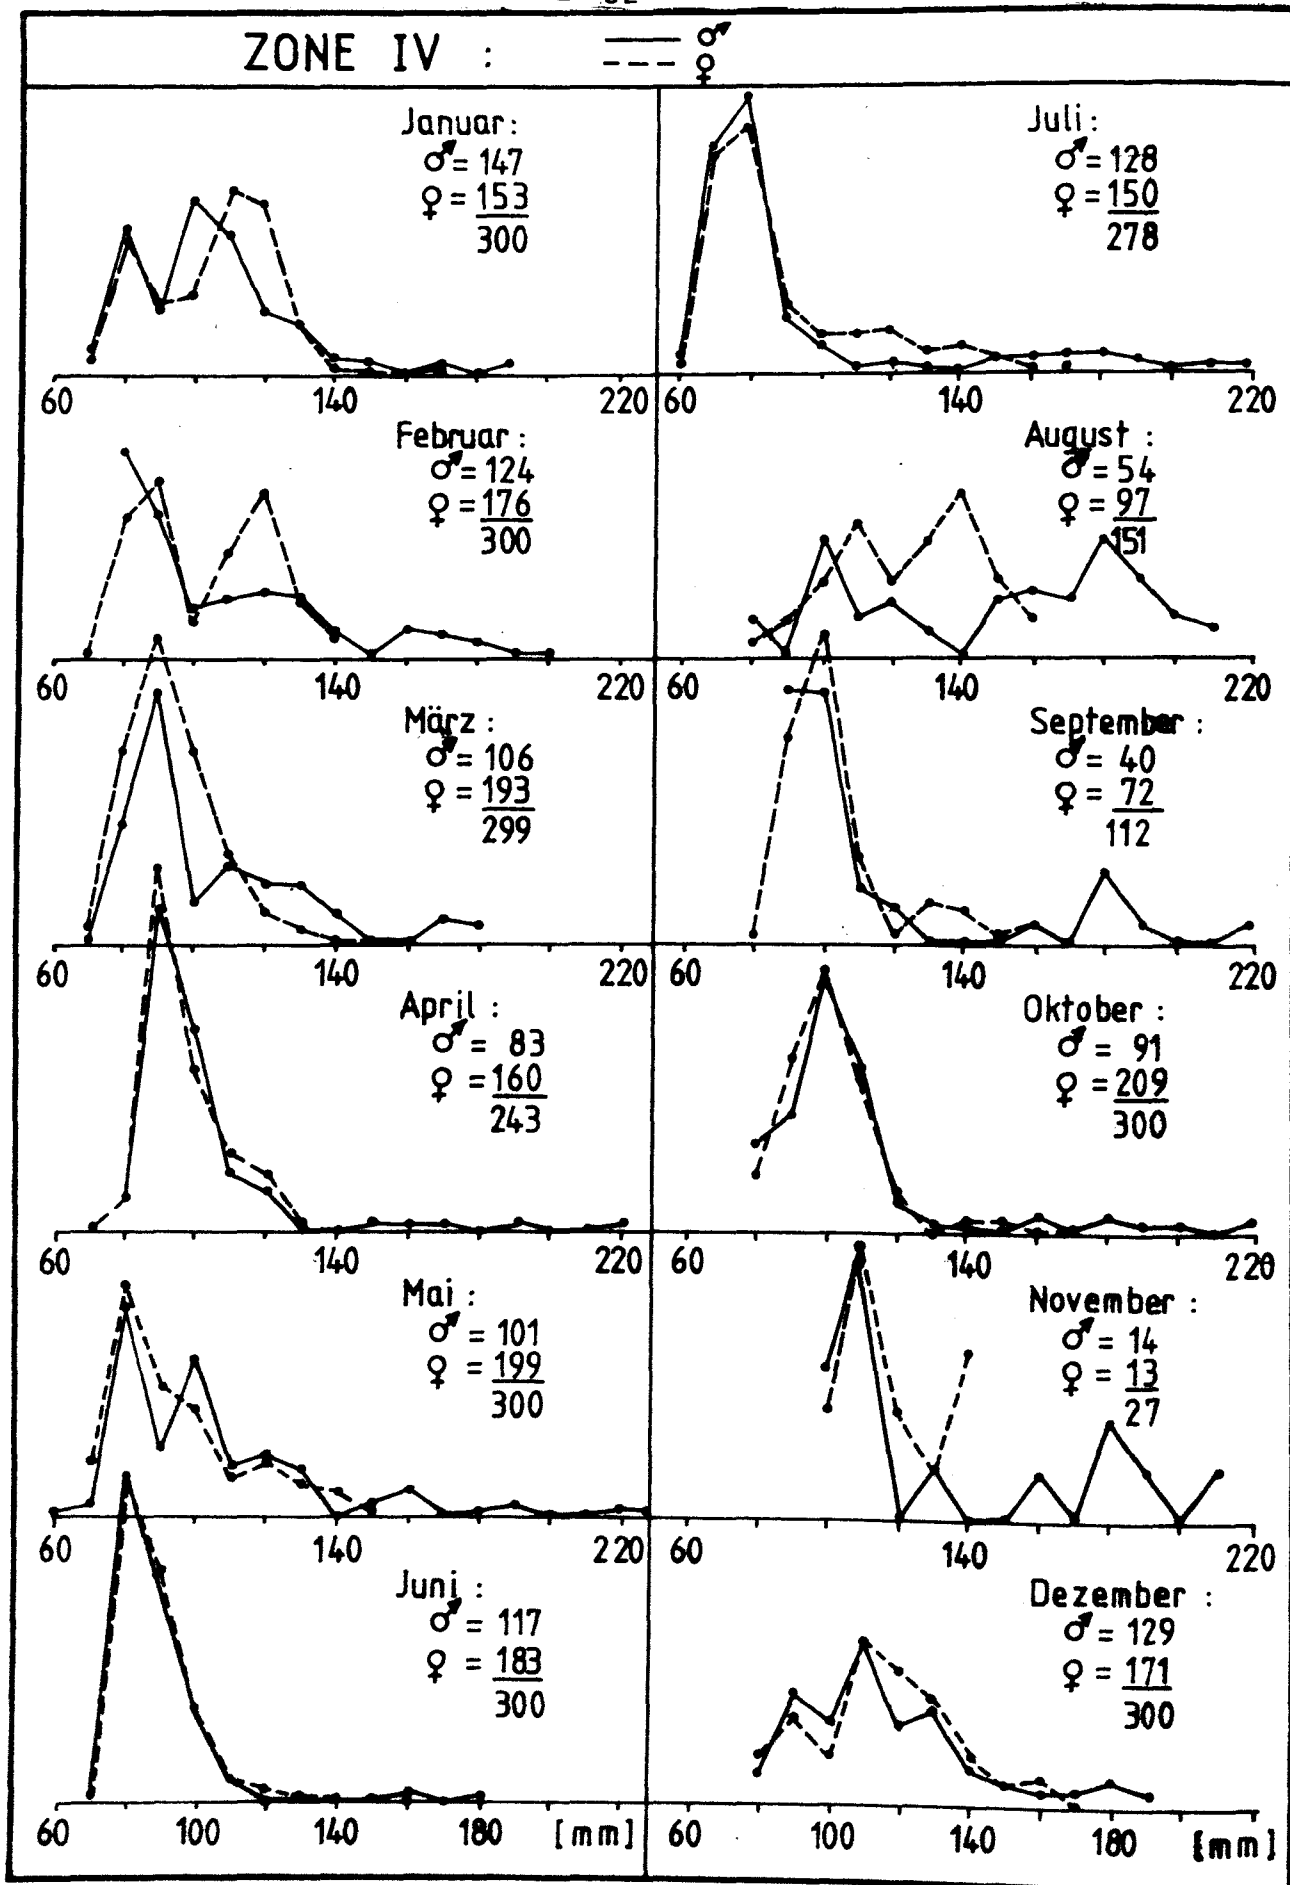 ZONE IV : ♂
♀
Januar:
♂= 147
♀= 153
300
60 140 220
Februar:
♂= 124
♀= 176
300
60 140 220
März:
♂= 106
♀= 193
299
60 140 220
April:
♂= 83
♀= 160
243
60 140 220
Mai:
♂= 101
♀= 199
300
60 140 220
Juni:
♂= 117
♀= 183
300
60 100 140 180 [mm]
Juli:
♂= 128
♀= 150
278
60 140 220
August:
♂= 54
♀= 97
151
60 140 220
September:
♂= 40
♀= 72
112
60 140 220
Oktober:
♂= 91
♀= 209
300
60 140 220
November:
♂= 14
♀= 13
27
60 140 220
Dezember:
♂= 129
♀= 171
300
60 100 140 180 [mm]